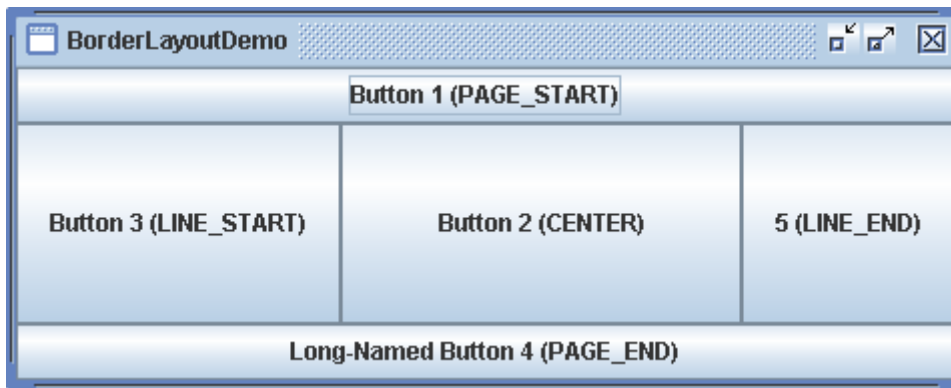 BorderLayoutDemo
Button 1 (PAGE_START)
Button 3 (LINE_START)
Button 2 (CENTER)
5 (LINE_END)
Long-Named Button 4 (PAGE_END)